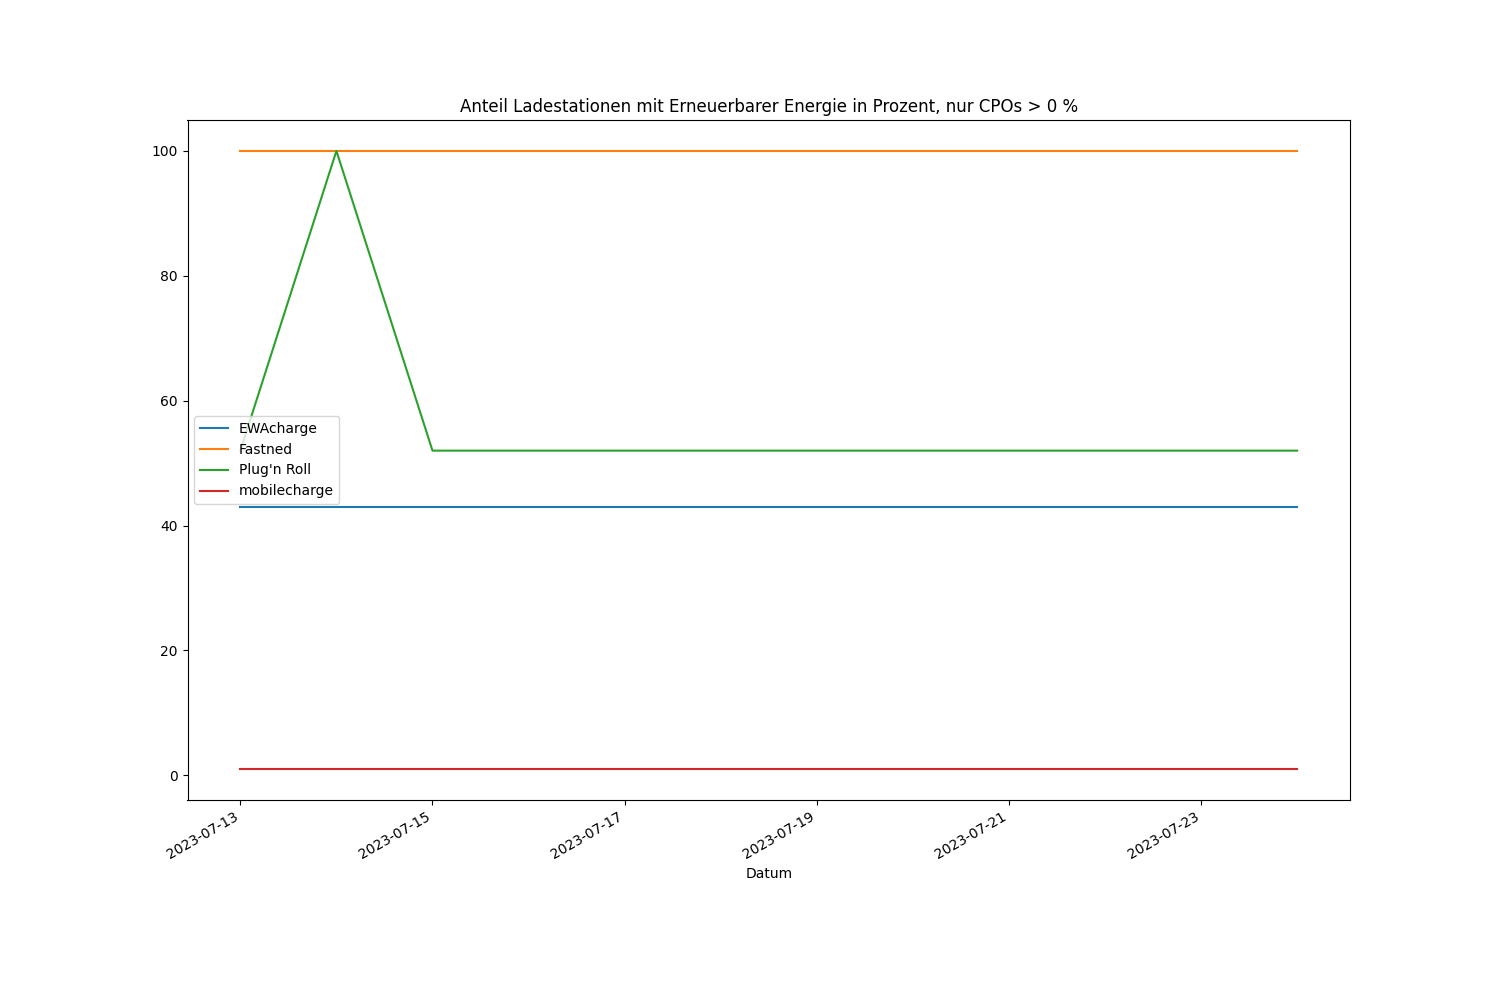 Anteil Ladestationen mit Erneuerbarer Energie in Prozent, nur CPOs > 0 %
100
80
60
40
20
0
EWAcharge
Fastned
Plug'n Roll
mobilecharge
2023-07-13
2023-07-15
2023-07-17
2023-07-19
2023-07-21
2023-07-23
Datum